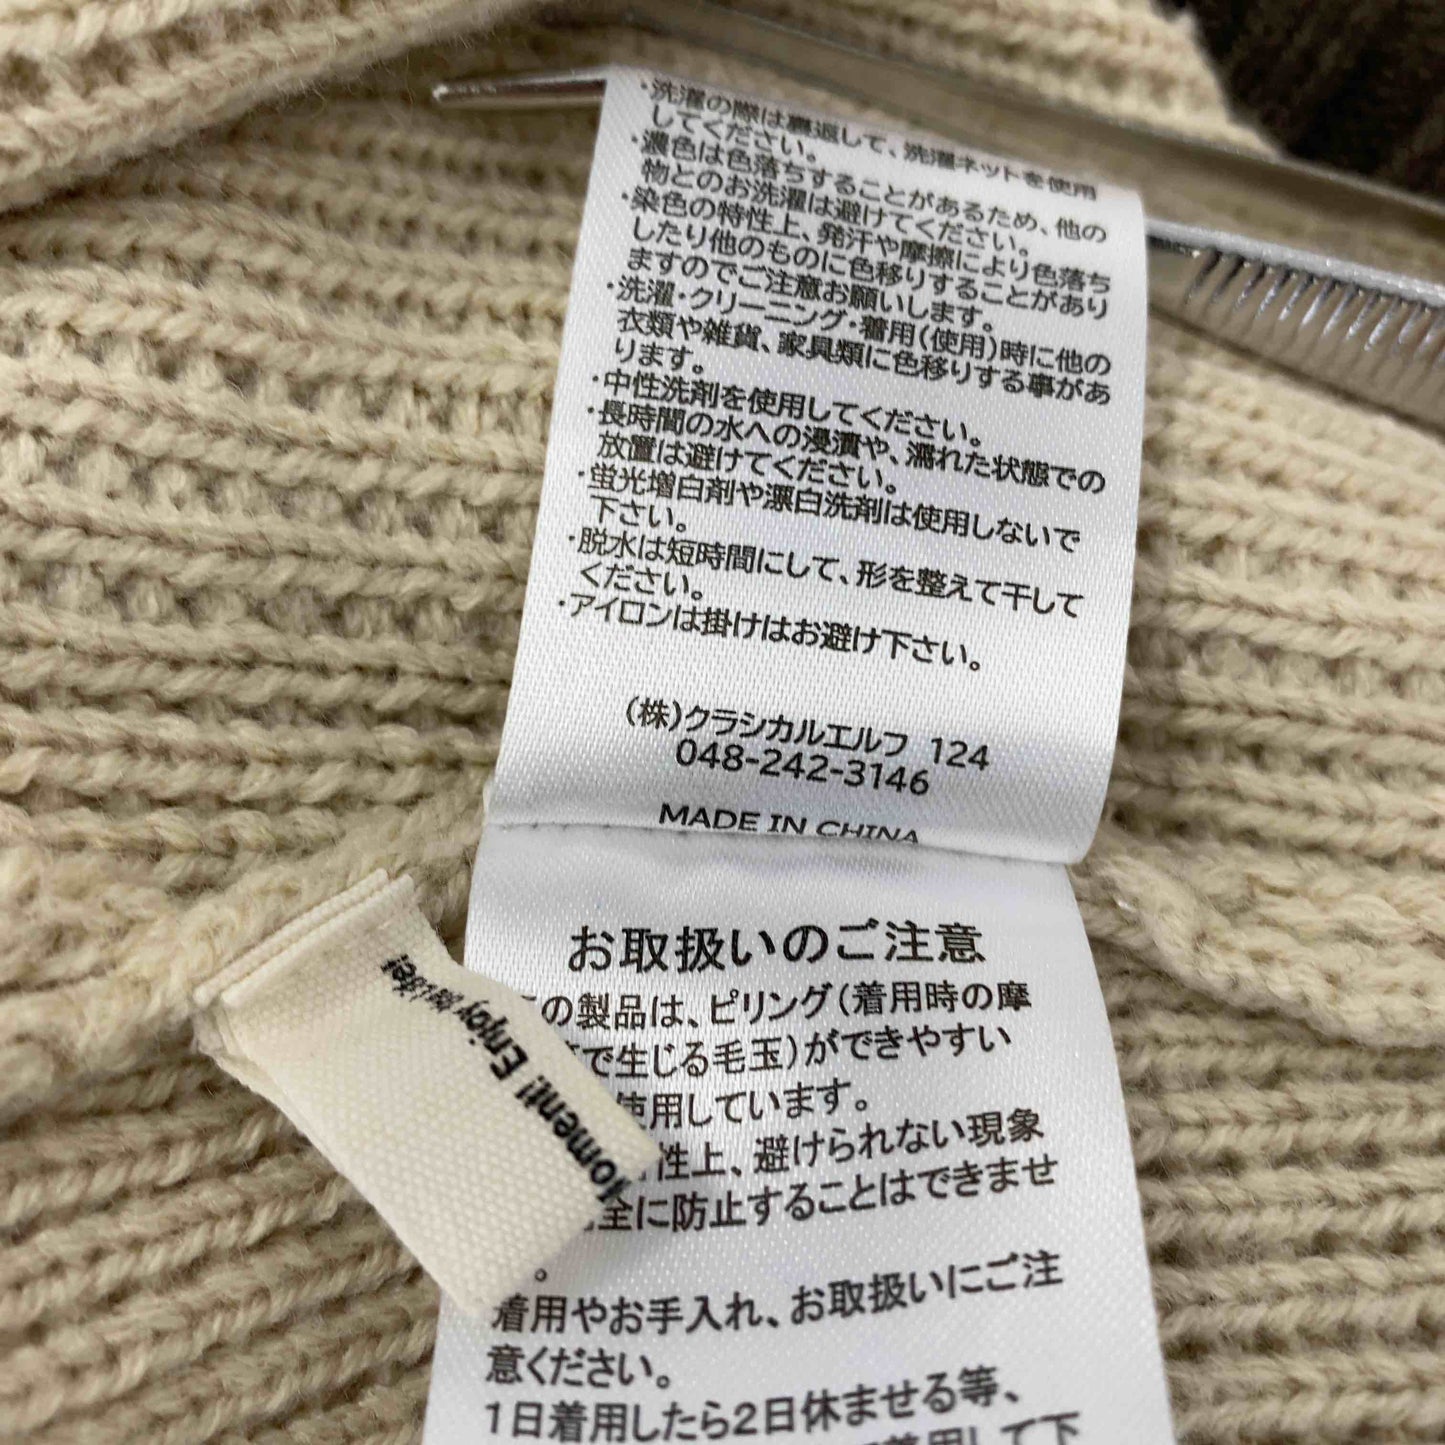 ・洗濯の際は裏返して、洗濯ネットを使用
してください。
・濃色は色落ちすることがあるため、他の
物とのお洗濯は避けてください。
・染色の特性上、発汗や摩擦により色落ち
したり他のものに色移りすることがあり
ますのでご注意お願いします。
・洗濯・クリーニング・着用(使用)時に他の
衣類や雑貨、家具類に色移りする事があ
ります。
・中性洗剤を使用してください。
・長時間の水への浸漬や、濡れた状態での
放置は避けてください。
・蛍光増白剤や漂白洗剤は使用しないで
下さい。
・脱水は短時間にして、形を整えて干して
ください。
・アイロンは掛けはお避け下さい。
(株)クラシカルエルフ 124
048-242-3146
MADE IN CHINA
お取扱いのご注意
の製品は、ピリング(着用時の摩
で生じる毛玉)ができやすい
使用しています。
性上、避けられない現象
全に防止することはできませ
。
着用やお手入れ、お取扱いにご注
意ください。
1日着用したら2日休ませる等、
着用して下
Moment!! Enjoy the Life!